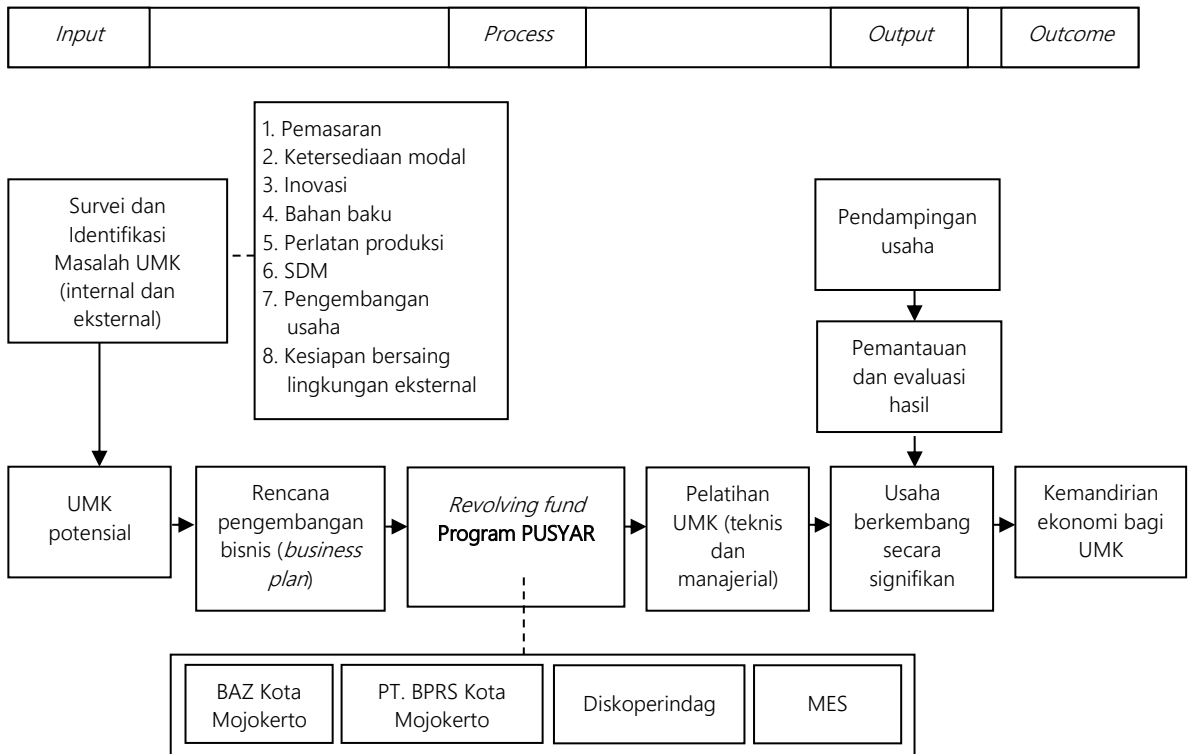 Input
Process
Output
Outcome
1. Pemasaran
2. Ketersediaan modal
3. Inovasi
4. Bahan baku
5. Perlatan produksi
6. SDM
7. Pengembangan
usaha
8. Kesiapan bersaing
lingkungan eksternal
Survei dan
Identifikasi
Masalah UMK
(internal dan
eksternal)
Pendampingan
usaha
Pemantauan
dan evaluasi
hasil
UMK
potensial
Rencana
pengembangan
bisnis (business
plan)
Revolving fund
Program PUSYAR
Pelatihan
UMK (teknis
dan
manajerial)
Usaha
berkembang
secara
signifikan
Kemandirian
ekonomi bagi
UMK
BAZ Kota
Mojokerto
PT. BPRS Kota
Mojokerto
Diskoperindag
MES